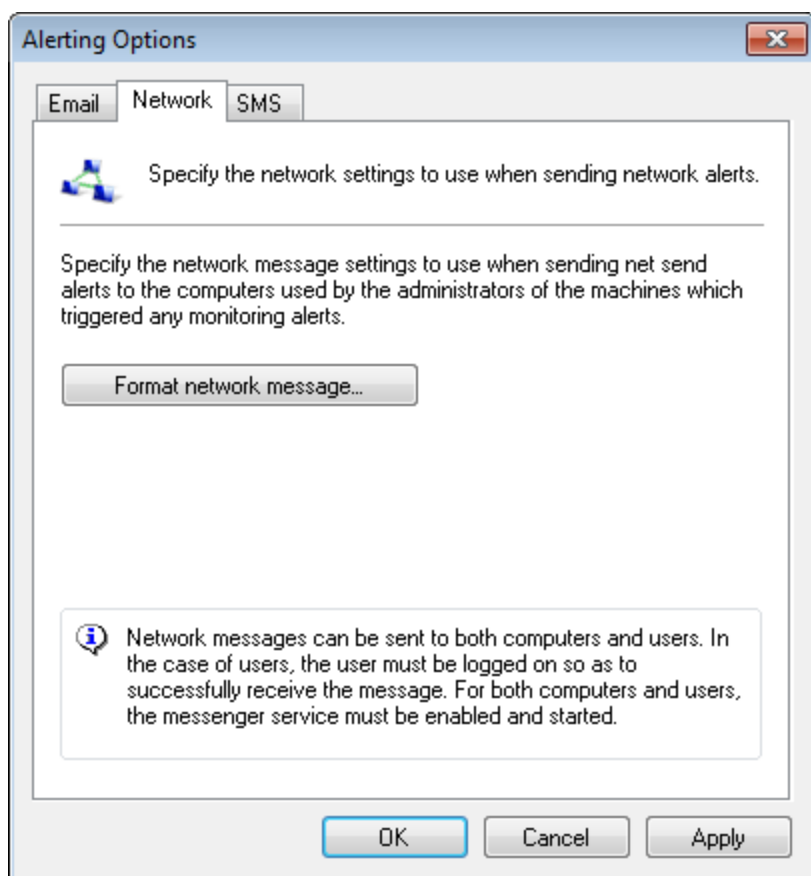 Alerting Options
Email
Network
SMS
Specify the network settings to use when sending network alerts.
Specify the network message settings to use when sending net send
alerts to the computers used by the administrators of the machines which
triggered any monitoring alerts.
Format network message...
Network messages can be sent to both computers and users. In
the case of users, the user must be logged on so as to
successfully receive the message. For both computers and users,
the messenger service must be enabled and started.
OK
Cancel
Apply